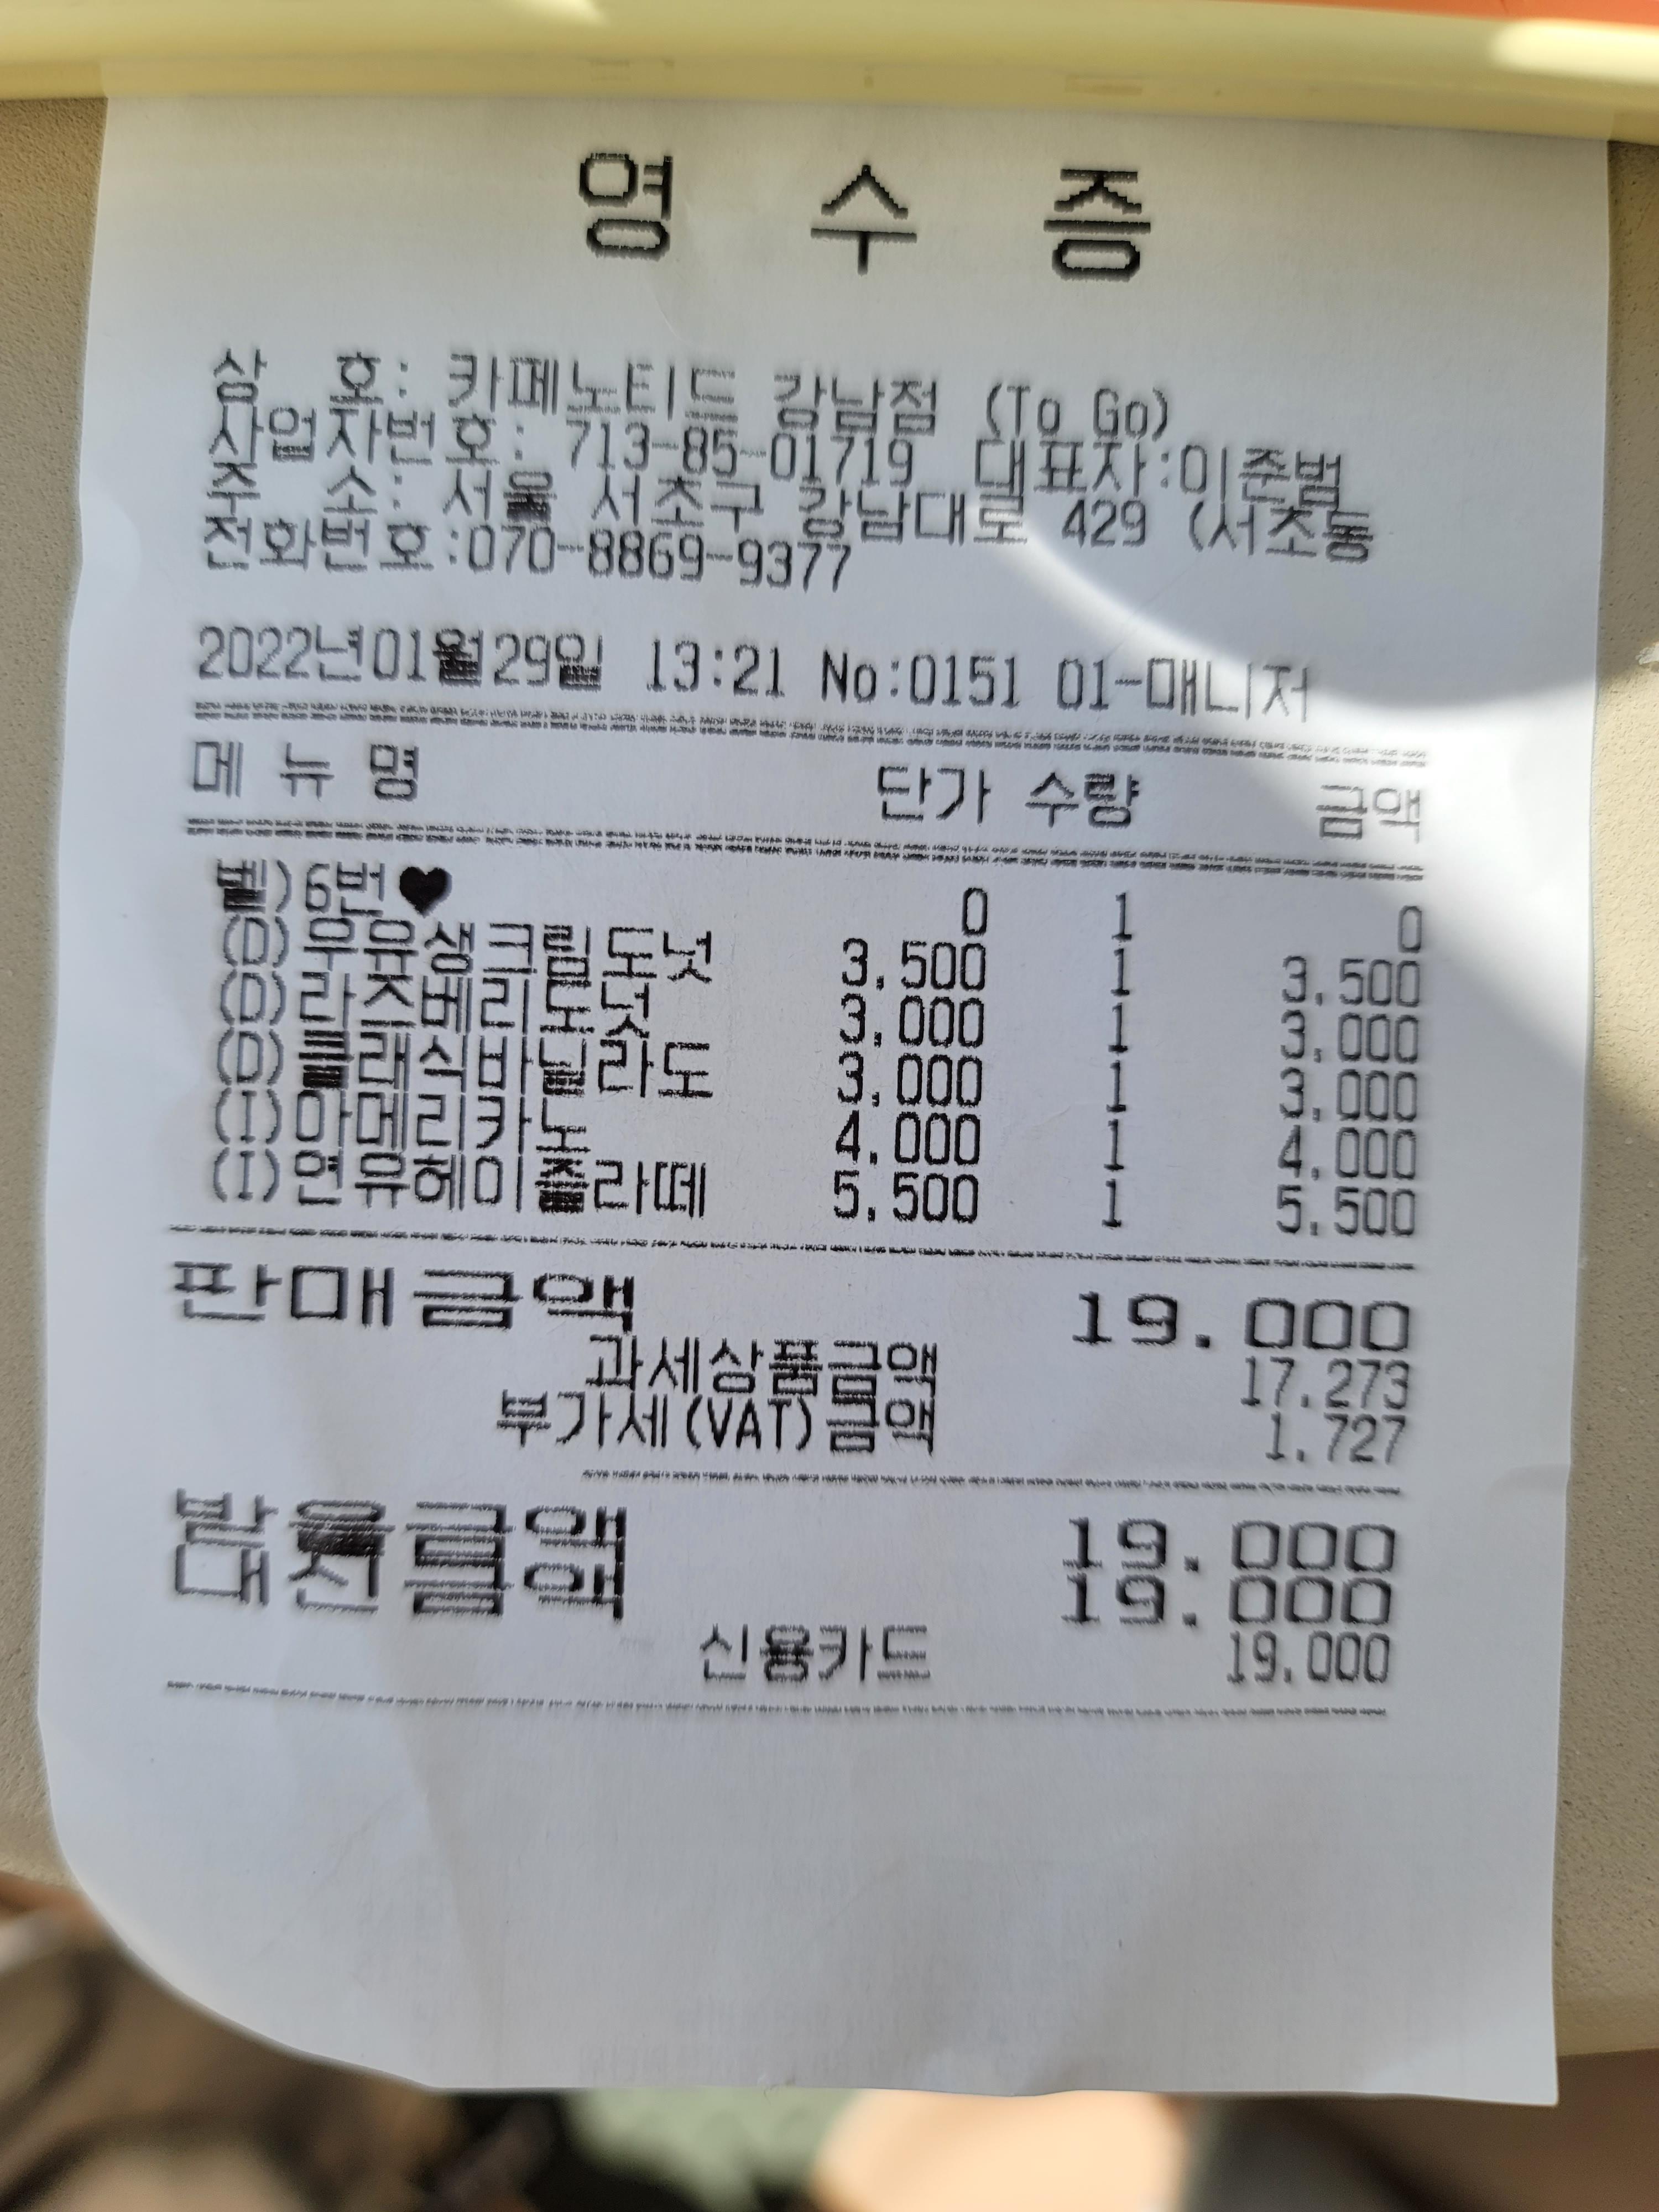 영 수 증
상 호: 카페노티드 강남점 (To Go)
사업자번호: 713-85-01719 대표자:이준범
주 소: 서울 서초구 강남대로 429 (서초동
전화번호:070-8869-9377
2022년01월29일 13:21 No:0151 01-매니저
메 뉴 명 단가 수량 금액
벨)6번♥ 0 1 0
(D)우유생크림도넛 3,500 1 3,500
(D)라즈베리도넛 3,000 1 3,000
(D)클래식바닐라도 3,000 1 3,000
(I)아메리카노 4,000 1 4,000
(I)연유헤이즐라떼 5,500 1 5,500
판매금액 19,000
과세상품금액 17,273
부가세(VAT)금액 1,727
받을금액 19,000
내신금액 19,000
신용카드 19,000